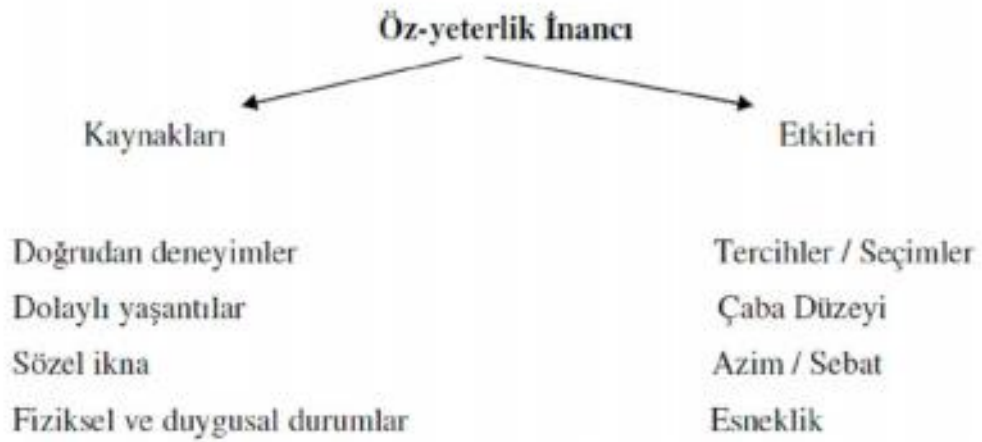 Öz-yeterlik İnancı
Kaynakları
Etkileri
Doğrudan deneyimler
Tercihler / Seçimler
Dolaylı yaşantılar
Çaba Düzeyi
Sözel ikna
Azim / Sebat
Fiziksel ve duygusal durumlar
Esneklik